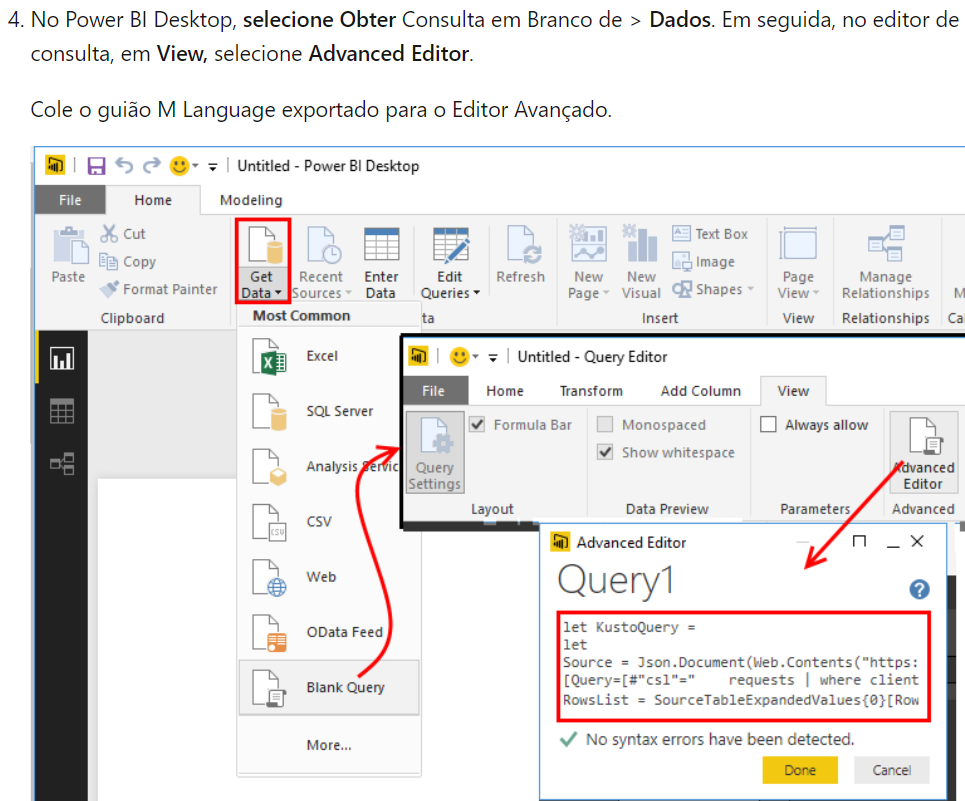 4. No Power BI Desktop, selecione Obter Consulta em Branco de > Dados. Em seguida, no editor de
consulta, em View, selecione Advanced Editor.
Cole o guião M Language exportado para o Editor Avançado.
Untitled - Power BI Desktop
File Home Modeling
Paste
Cut
Copy
Format Painter
Clipboard
Get
Data
Recent
Sources
Enter
Data
Edit
Queries
Refresh
New
Page
New
Visual
Text Box
Image
Shapes
Insert
Page
View
View
Manage
Relationships
Relationships
Most Common
Excel
SQL Server
Analysis Servic
CSV
Web
OData Feed
Blank Query
More...
Untitled - Query Editor
File Home Transform Add Column View
Query
Settings
Formula Bar
Layout
Monospaced
Show whitespace
Data Preview
Always allow
Parameters
Advanced
Editor
Advanced
Advanced Editor
Query1
let KustoQuery =
let
Source = Json.Document(Web.Contents("https:
[Query=[#"csl"=" requests | where client
RowsList = SourceTableExpandedValues{0}[Row
No syntax errors have been detected.
Done Cancel